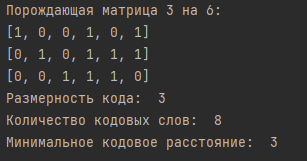 Порождающая матрица 3 на 6:
[1, 0, 0, 1, 0, 1]
[0, 1, 0, 1, 1, 1]
[0, 0, 1, 1, 1, 0]
Размерность кода:  3
Количество кодовых слов:  8
Минимальное кодовое расстояние:  3